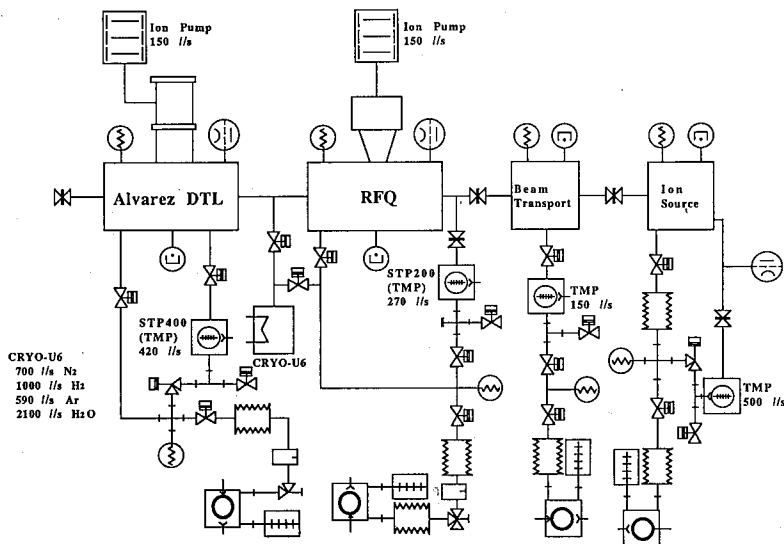 Ion Pump
150 l/s
Ion Pump
150 l/s
Alvarez DTL
RFQ
Beam
Transport
Ion
Source
STP400
(TMP)
420 l/s
CRYO-U6
STP200
(TMP)
270 l/s
TMP
150 l/s
TMP
500 l/s
CRYO-U6
700 l/s N2
1000 l/s H2
590 l/s Ar
2100 l/s H2O